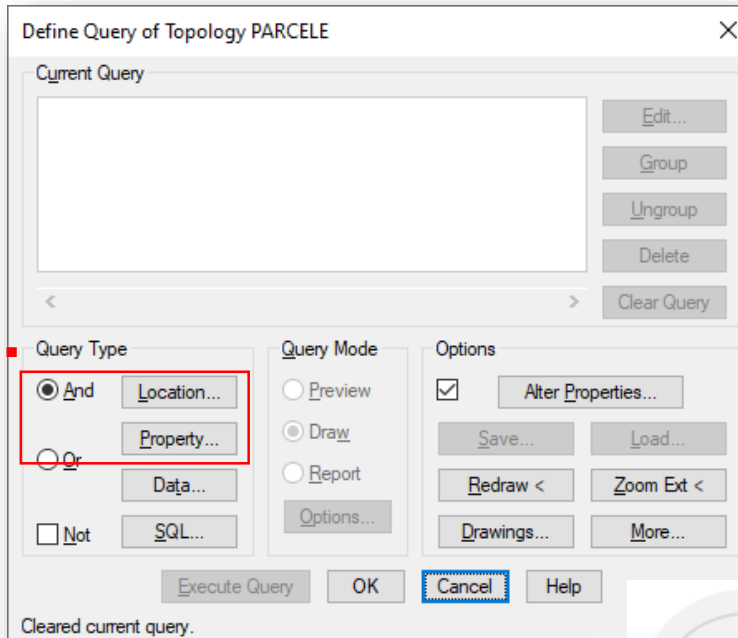 Define Query of Topology PARCELE
Current Query
Edit...
Group
Ungroup
Delete
Clear Query
Query Type
And
Location...
Property...
Or
Data...
Not
SQL...
Query Mode
Preview
Draw
Report
Options...
Options
Alter Properties...
Save...
Load...
Redraw <
Zoom Ext <
Drawings...
More...
Execute Query
OK
Cancel
Help
Cleared current query.